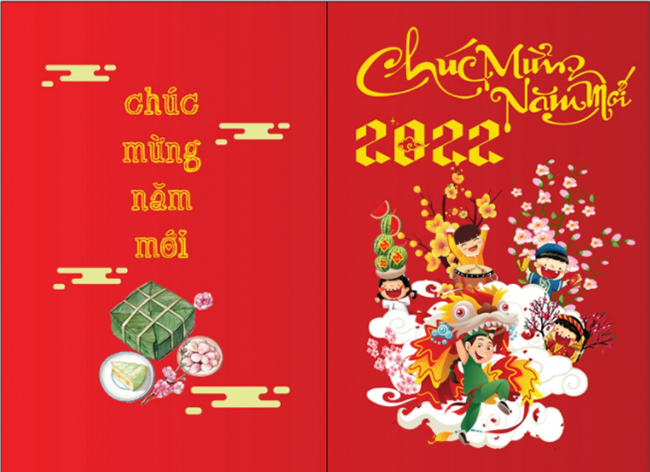 chúc
mừng
năm
mới
Chúc Mừng
Năm Mới
2022